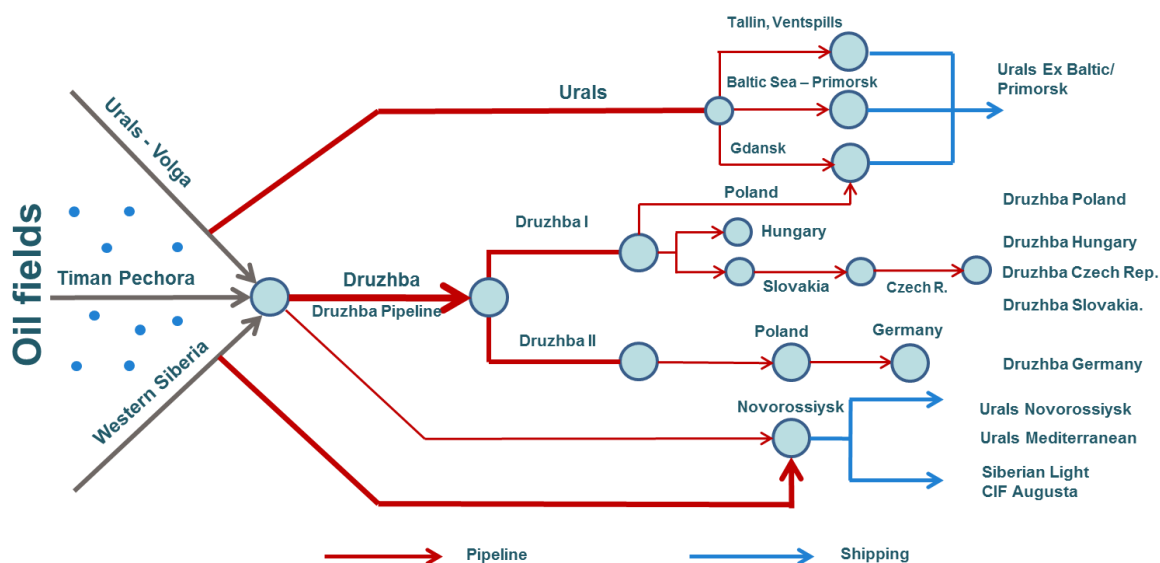 Tallin, Ventspills
Urals
Baltic Sea – Primorsk
Urals Ex Baltic/
Primorsk
Gdansk
Urals - Volga
Oil fields
Timan Pechora
Western Siberia
Poland
Druzhba I
Hungary
Slovakia
Czech R.
Druzhba
Druzhba Pipeline
Druzhba II
Poland
Germany
Novorossiysk
Druzhba Poland
Druzhba Hungary
Druzhba Czech Rep.
Druzhba Slovakia.
Druzhba Germany
Urals Novorossiysk
Urals Mediterranean
Siberian Light
CIF Augusta
Pipeline
Shipping